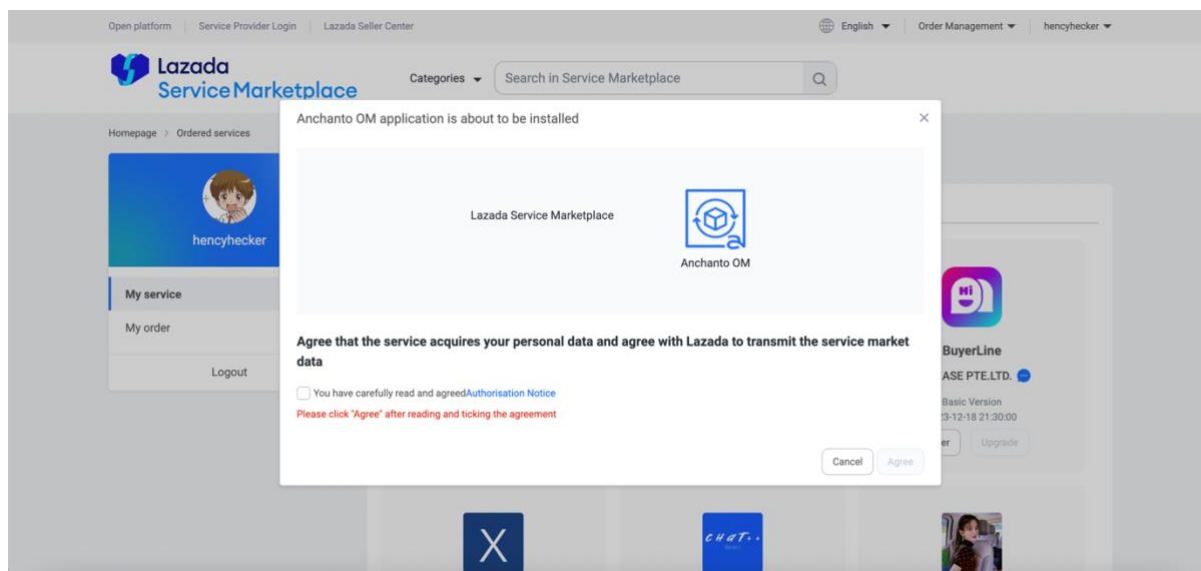 Open platform
Service Provider Login
Lazada Seller Center
English
Order Management
hencyhecker
Lazada
Service Marketplace
Categories
Search in Service Marketplace
Homepage > Ordered services
hencyhecker
My service
My order
Logout
Anchanto OM application is about to be installed
Lazada Service Marketplace
a
Anchanto OM
Agree that the service acquires your personal data and agree with Lazada to transmit the service market
data
You have carefully read and agreedAuthorisation Notice
Please click "Agree" after reading and ticking the agreement
Cancel
Agree
Hi
BuyerLine
ASE PTE.LTD.
Basic Version
3-12-18 21:30:00
er
Upgrade
X
CHaT..